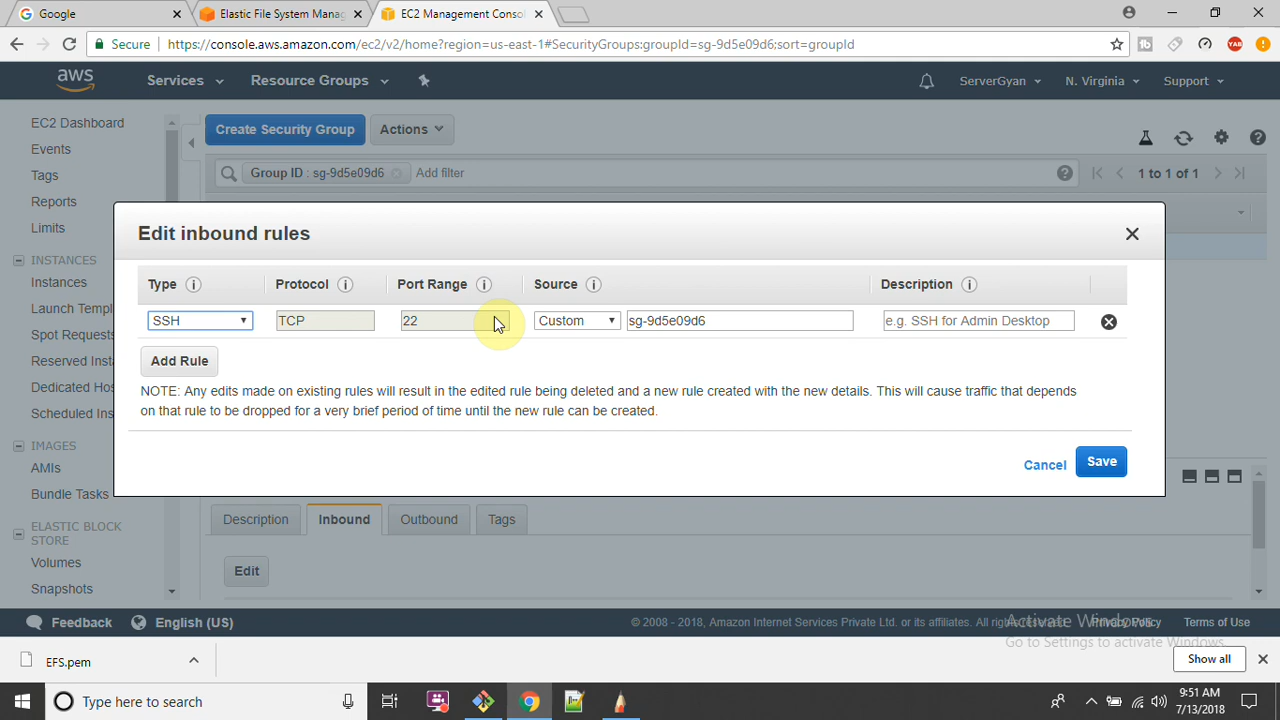 Google
Elastic File System Manag
EC2 Management Consol
Secure
https://console.aws.amazon.com/ec2/v2/home?region=us-east-1#SecurityGroups:groupId=sg-9d5e09d6;sort=groupId
aws
Services
Resource Groups
ServerGyan
N. Virginia
Support
EC2 Dashboard
Events
Tags
Reports
Limits
INSTANCES
Instances
Launch Templ
Spot Requests
Reserved Inst
Dedicated Hos
Scheduled Ins
IMAGES
AMIs
Bundle Tasks
ELASTIC BLOCK
STORE
Volumes
Snapshots
Create Security Group
Actions
Group ID : sg-9d5e09d6
Add filter
1 to 1 of 1
Edit inbound rules
Type
Protocol
Port Range
Source
Description
SSH
TCP
22
Custom
sg-9d5e09d6
e.g. SSH for Admin Desktop
Add Rule
NOTE: Any edits made on existing rules will result in the edited rule being deleted and a new rule created with the new details. This will cause traffic that depends
on that rule to be dropped for a very brief period of time until the new rule can be created.
Cancel
Save
Description
Inbound
Outbound
Tags
Edit
Feedback
English (US)
© 2008 - 2018, Amazon Internet Services Private Ltd. or its affiliates. All rights reserved.
Privacy Policy
Terms of Use
Activate Windows
Go to Settings to activate Windows.
EFS.pem
Show all
Type here to search
9:51 AM
7/13/2018